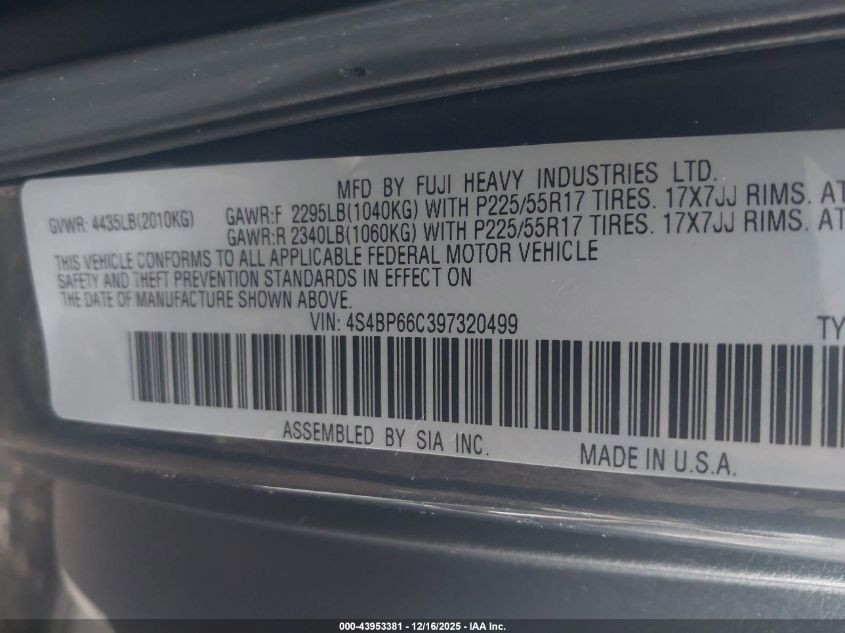 MFD BY FUJI HEAVY INDUSTRIES LTD.
GVWR: 4435LB(2010KG) GAWR:F 2295LB(1040KG) WITH P225/55R17 TIRES. 17X7JJ RIMS. AT
GAWR:R 2340LB(1060KG) WITH P225/55R17 TIRES. 17X7JJ RIMS. AT
THIS VEHICLE CONFORMS TO ALL APPLICABLE FEDERAL MOTOR VEHICLE
SAFETY AND THEFT PREVENTION STANDARDS IN EFFECT ON
THE DATE OF MANUFACTURE SHOWN ABOVE.
VIN: 4S4BP66C397320499 TY
ASSEMBLED BY SIA INC. MADE IN U.S.A.
000-43953381 - 12/16/2025 - IAA Inc.